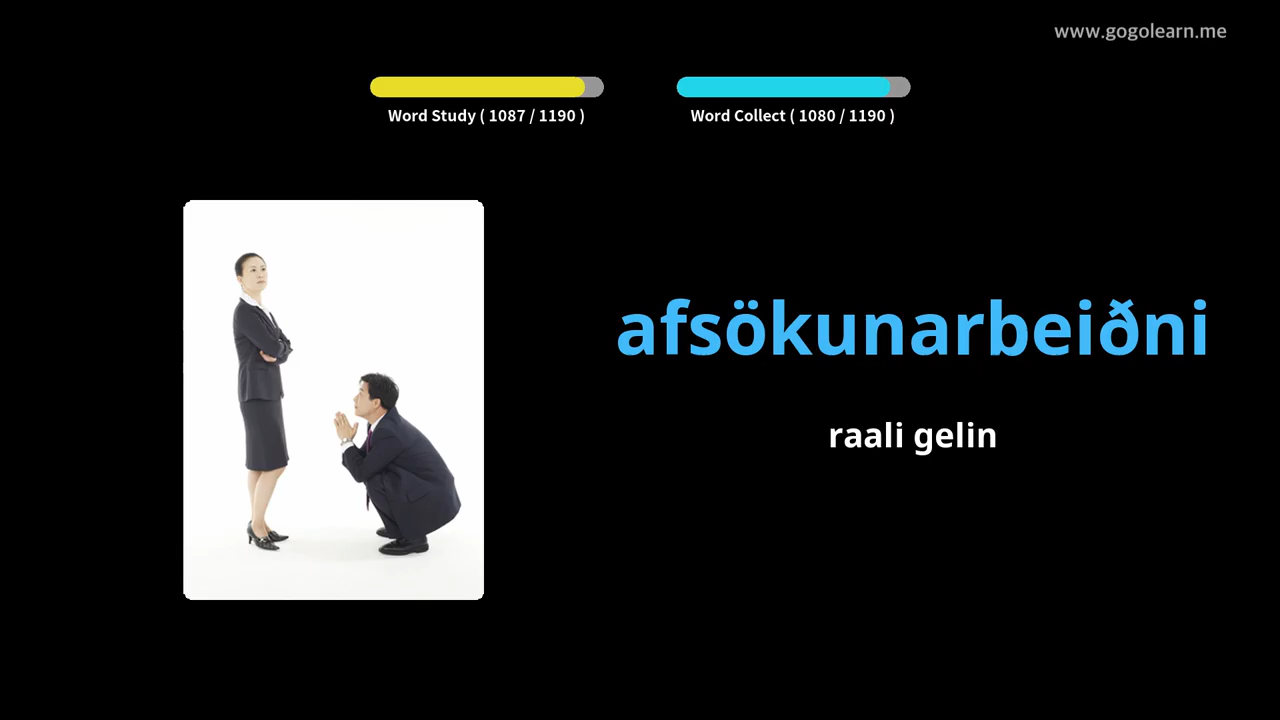 www.gogolearn.me
Word Study ( 1087 / 1190 )
Word Collect ( 1080 / 1190 )
afsökunarbeiðni
raali gelin